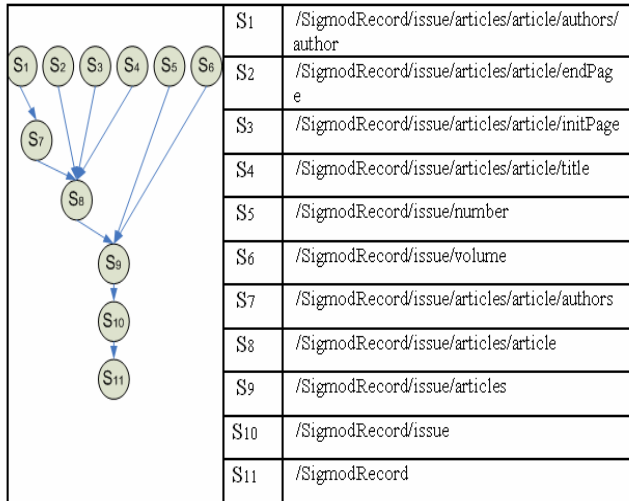 S1 S2 S3 S4 S5 S6
S7
S8
S9
S10
S11
S1 /SigmodRecord/issue/articles/article/authors/
author
S2 /SigmodRecord/issue/articles/article/endPag
e
S3 /SigmodRecord/issue/articles/article/initPage
S4 /SigmodRecord/issue/articles/article/title
S5 /SigmodRecord/issue/number
S6 /SigmodRecord/issue/volume
S7 /SigmodRecord/issue/articles/article/authors
S8 /SigmodRecord/issue/articles/article
S9 /SigmodRecord/issue/articles
S10 /SigmodRecord/issue
S11 /SigmodRecord